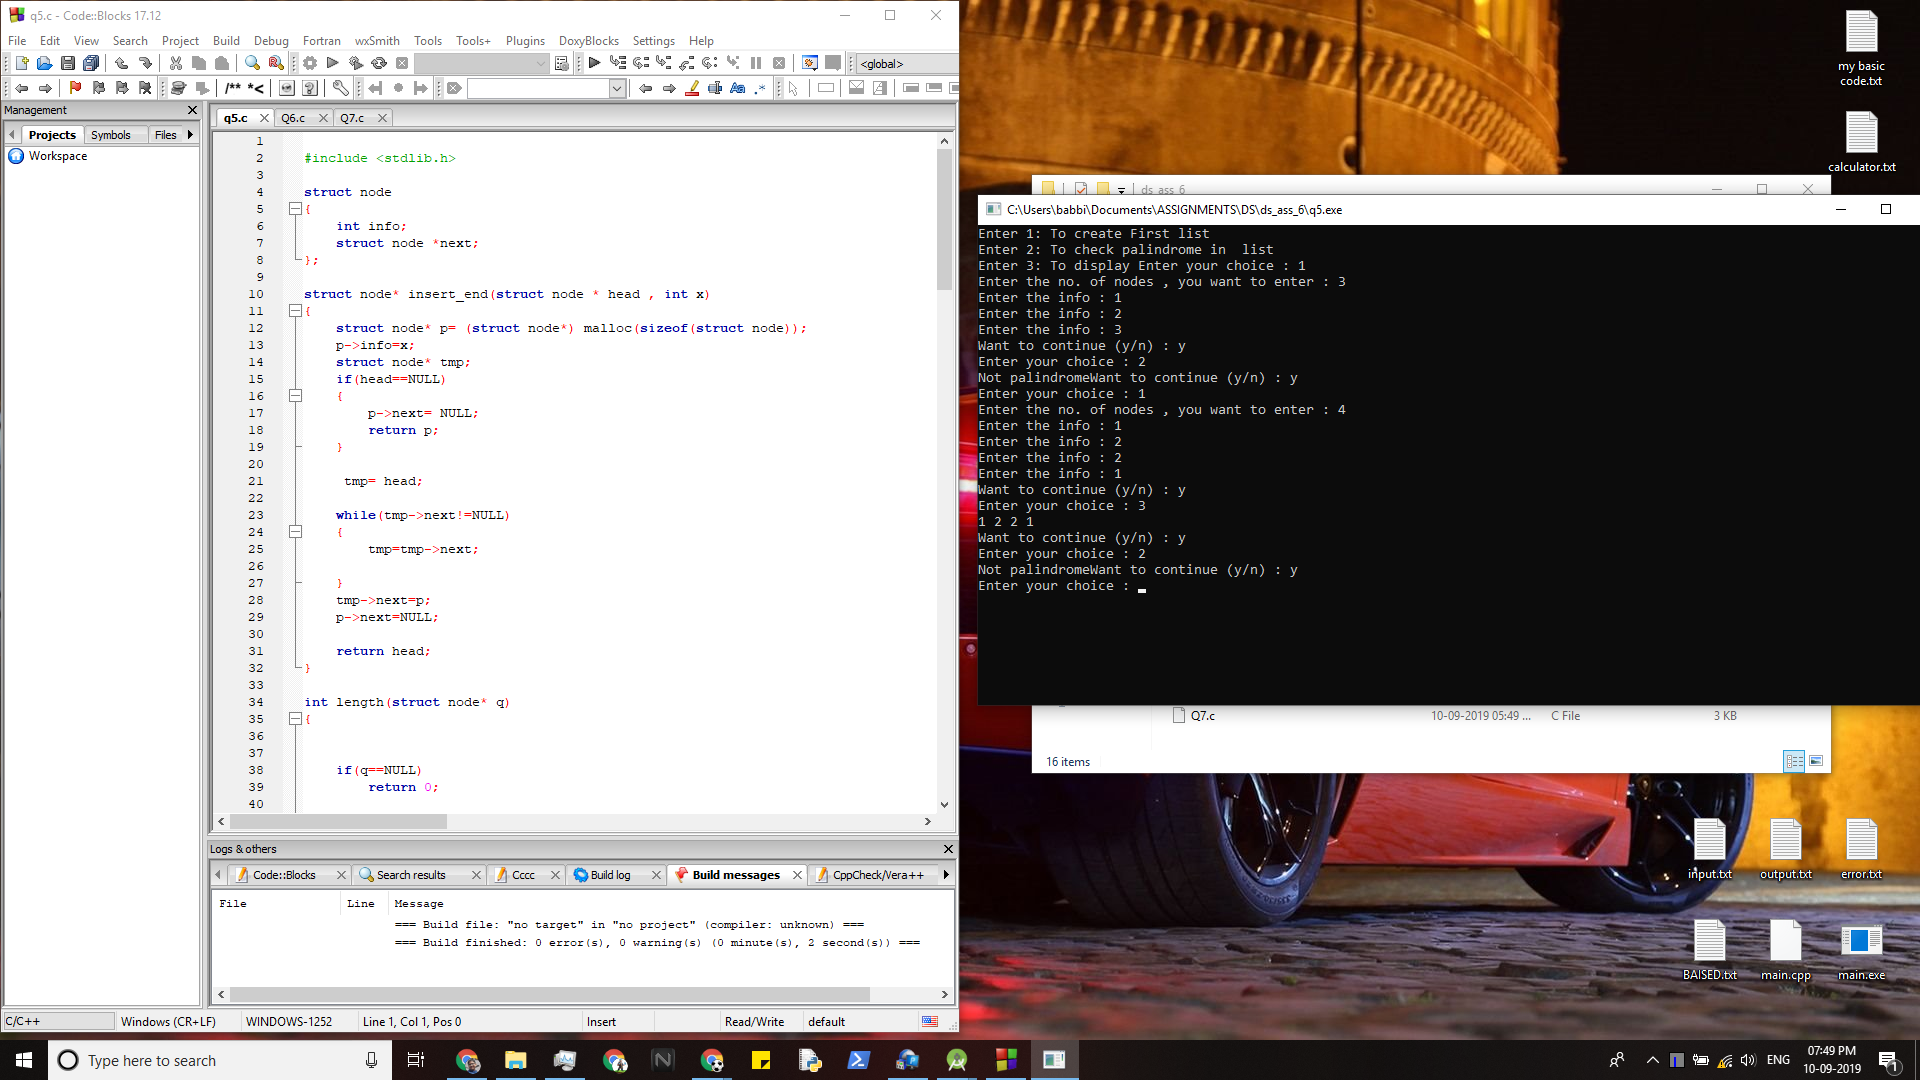 q5.c - Code::Blocks 17.12
File Edit View Search Project Build Debug Fortran wxSmith Tools Tools+ Plugins DoxyBlocks Settings Help
<global>
/** *<
Management
Projects Symbols Files
Workspace
q5.c Q6.c Q7.c
1
2 #include <stdlib.h>
3
4 struct node
5 {
6 int info;
7 struct node *next;
8 };
9
10 struct node* insert_end(struct node * head , int x)
11 {
12 struct node* p= (struct node*) malloc(sizeof(struct node));
13 p->info=x;
14 struct node* tmp;
15 if(head==NULL)
16 {
17 p->next= NULL;
18 return p;
19 }
20
21 tmp= head;
22
23 while(tmp->next!=NULL)
24 {
25 tmp=tmp->next;
26
27 }
28 tmp->next=p;
29 p->next=NULL;
30
31 return head;
32 }
33
34 int length(struct node* q)
35 {
36
37
38 if(q==NULL)
39 return 0;
40
Logs & others
Code::Blocks Search results Cccc Build log Build messages CppCheck/Vera++
File Line Message
=== Build file: "no target" in "no project" (compiler: unknown) ===
=== Build finished: 0 error(s), 0 warning(s) (0 minute(s), 2 second(s)) ===
C/C++ Windows (CR+LF) WINDOWS-1252 Line 1, Col 1, Pos 0 Insert Read/Write default
my basic
code.txt
calculator.txt
ds_ass_6
C:\Users\babbi\Documents\ASSIGNMENTS\DS\ds_ass_6\q5.exe
Enter 1: To create First list
Enter 2: To check palindrome in  list
Enter 3: To display Enter your choice : 1
Enter the no. of nodes , you want to enter : 3
Enter the info : 1
Enter the info : 2
Enter the info : 3
Want to continue (y/n) : y
Enter your choice : 2
Not palindromeWant to continue (y/n) : y
Enter your choice : 1
Enter the no. of nodes , you want to enter : 4
Enter the info : 1
Enter the info : 2
Enter the info : 2
Enter the info : 1
Want to continue (y/n) : y
Enter your choice : 3
1 2 2 1
Want to continue (y/n) : y
Enter your choice : 2
Not palindromeWant to continue (y/n) : y
Enter your choice :
Q7.c 10-09-2019 05:49 ... C File 3 KB
16 items
input.txt output.txt error.txt
BAISED.txt main.cpp main.exe
Type here to search
ENG
07:49 PM
10-09-2019
1